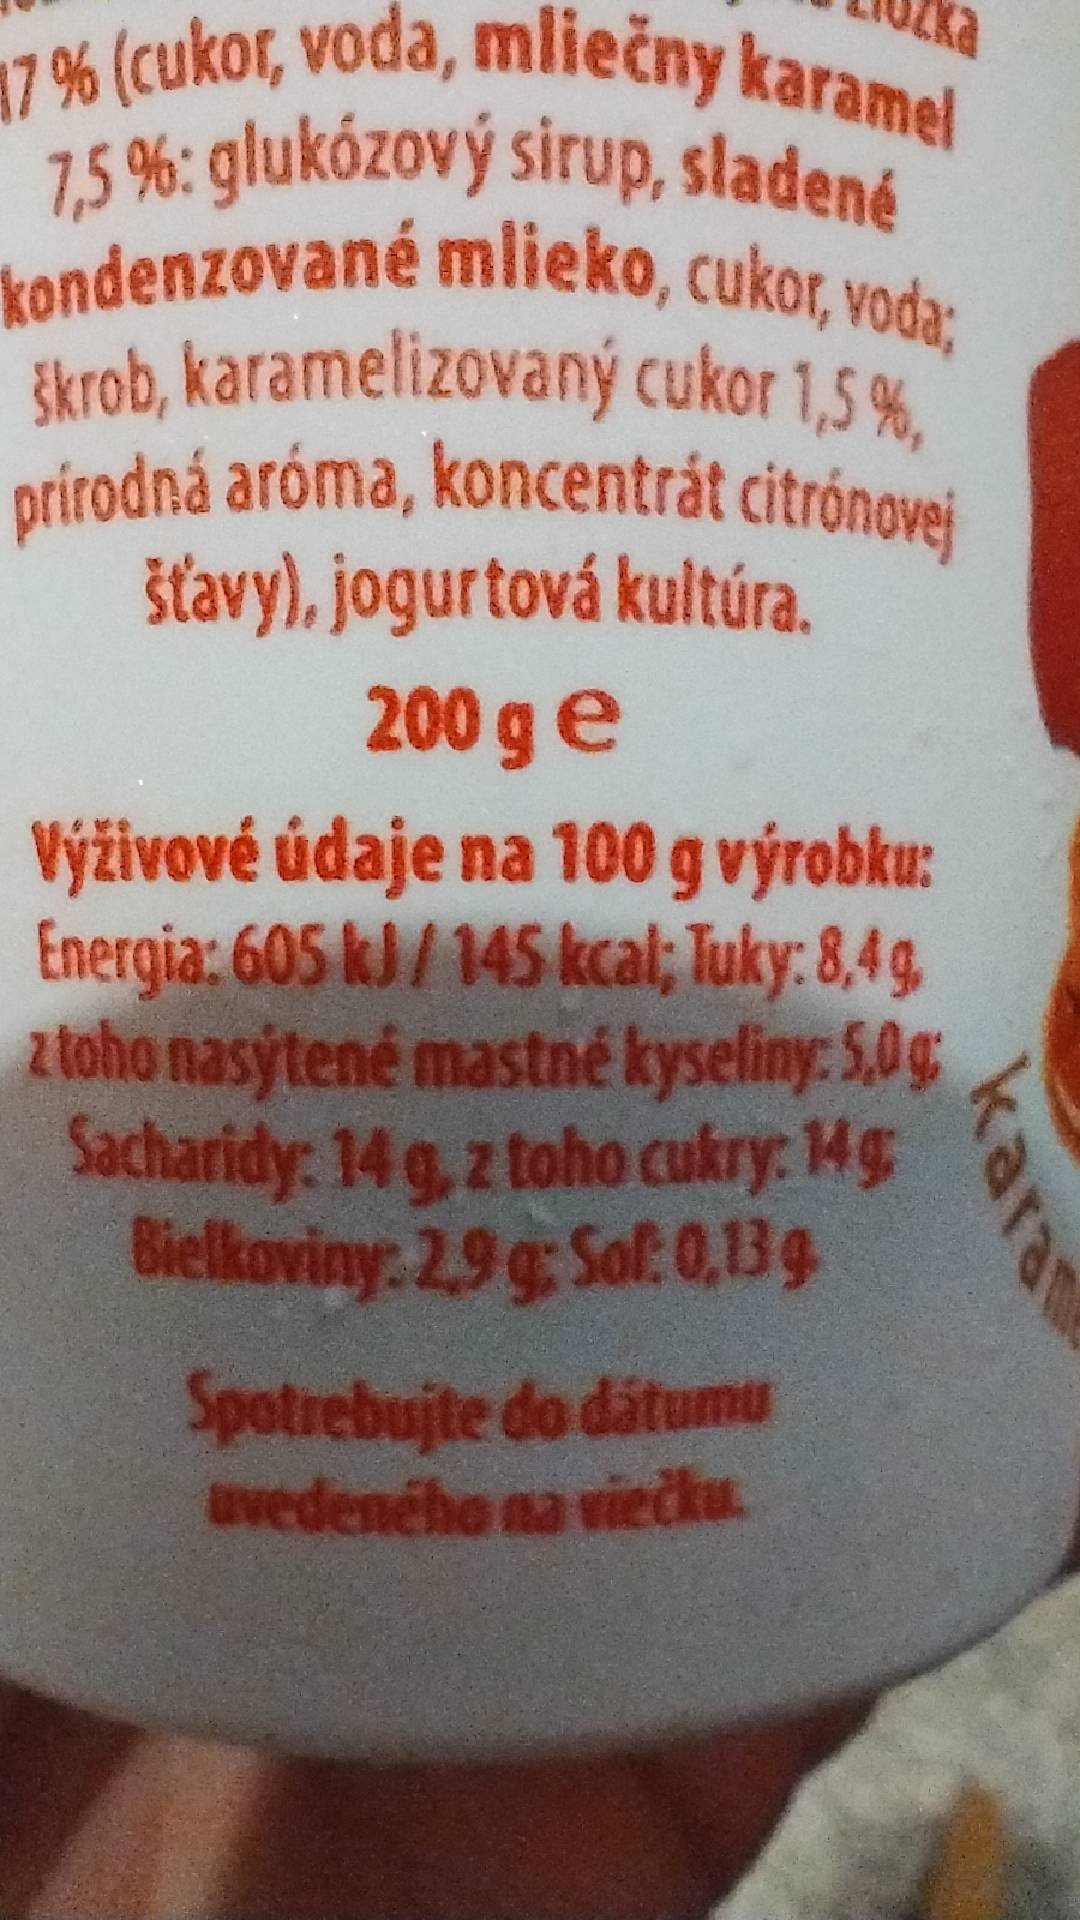 zložka
17 % (cukor, voda, mliečny karamel
7,5 %: glukózový sirup, sladené
kondenzované mlieko, cukor, voda;
škrob, karamelizovaný cukor 1,5 %,
prírodná aróma, koncentrát citrónovej
šťavy), jogurtová kultúra.
200 g e
Výživové údaje na 100 g výrobku:
Energia: 605 kJ / 145 kcal; Tuky: 8,4 g,
z toho nasýtené mastné kyseliny: 5,0 g;
Sacharidy: 14 g, z toho cukry: 14 g;
Bielkoviny: 2,9 g; Soľ: 0,13 g
Spotrebujte do dátumu
uvedeného na viečku.
karam